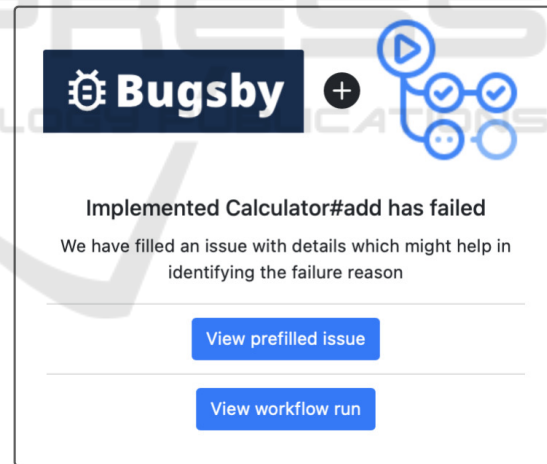 Bugsby
Implemented Calculator#add has failed
We have filled an issue with details which might help in
identifying the failure reason
View prefilled issue
View workflow run